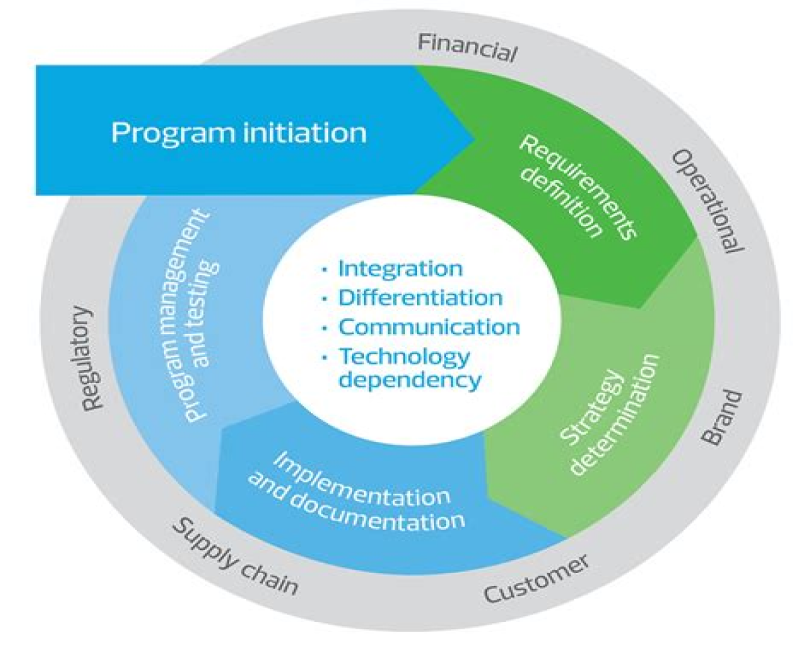 Financial
Program initiation
Requirements
definition
Operational
Program management
and testing
• Integration
• Differentiation
• Communication
• Technology
dependency
Regulatory
Strategy
determination
Brand
Implementation
and documentation
Supply chain
Customer